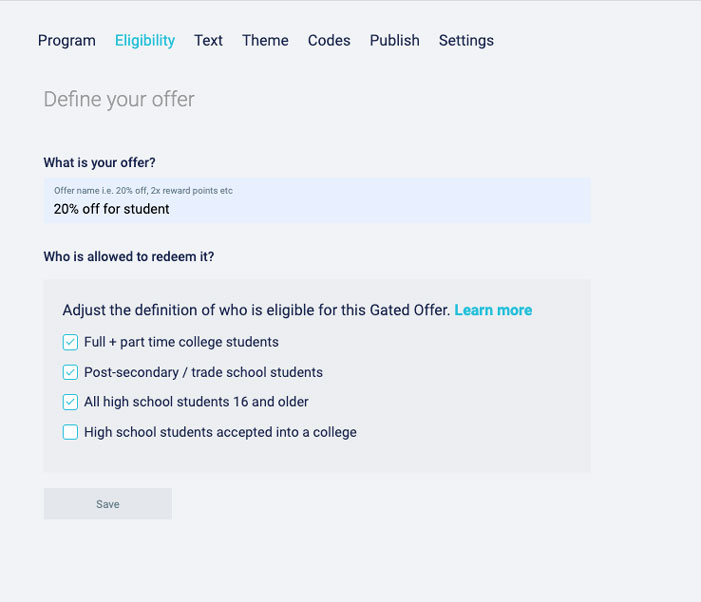 Program Eligibility Text Theme Codes Publish Settings
Define your offer
What is your offer?
Offer name i.e. 20% off, 2x reward points etc
20% off for student
Who is allowed to redeem it?
Adjust the definition of who is eligible for this Gated Offer. Learn more
Full + part time college students
Post-secondary / trade school students
All high school students 16 and older
High school students accepted into a college
Save